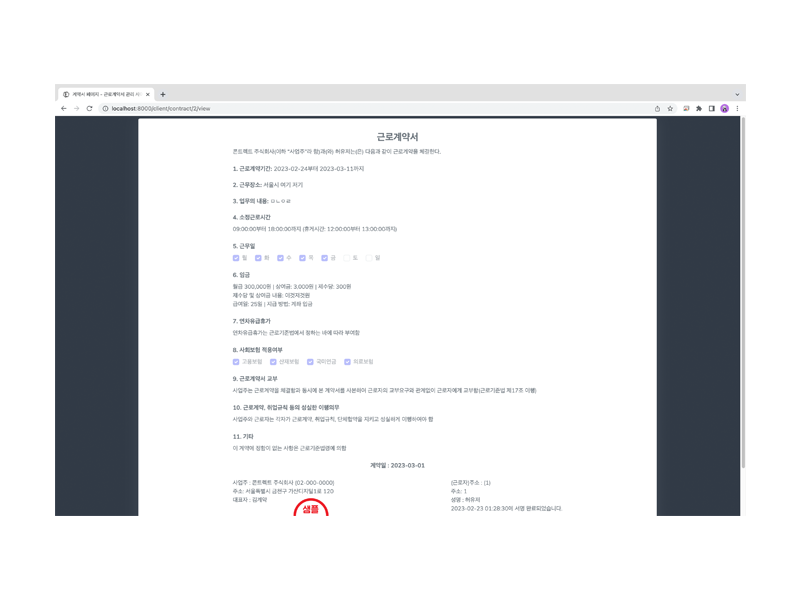 계약서 페이지 - 근로계약서 관리 서
localhost:8000/client/contract/2/view
근로계약서
콘트랙트 주식회사(이하 "사업주"라 함)과(와) 허유저는(은) 다음과 같이 근로계약을 체결한다.
1. 근로계약기간: 2023-02-24부터 2023-03-11까지
2. 근무장소: 서울시 여기 저기
3. 업무의 내용: ㅁㄴㅇㄹ
4. 소정근로시간
09:00:00부터 18:00:00까지 (휴게시간: 12:00:00부터 13:00:00까지)
5. 근무일
월 화 수 목 금 토 일
6. 임금
월급 300,000원 | 상여금: 3,000원 | 제수당: 300원
제수당 및 상여금 내용: 이것저것원
급여일: 25일 | 지급 방법: 계좌 입금
7. 연차유급휴가
연차유급휴가는 근로기준법에서 정하는 바에 따라 부여함
8. 사회보험 적용여부
고용보험 산재보험 국민연금 의료보험
9. 근로계약서 교부
사업주는 근로계약을 체결함과 동시에 본 계약서를 사본하여 근로자의 교부요구와 관계없이 근로자에게 교부함(근로기준법 제17조 이행)
10. 근로계약, 취업규칙 등의 성실한 이행의무
사업주와 근로자는 각자가 근로계약, 취업규칙, 단체협약을 지키고 성실하게 이행하여야 함
11. 기타
이 계약에 정함이 없는 사항은 근로기준법령에 의함
계약일 : 2023-03-01
사업주 : 콘트랙트 주식회사 (02-000-0000)
주소: 서울특별시 금천구 가산디지털1로 120
대표자 : 김계약
샘플
(근로자)주소 : (1)
주소: 1
성명 : 허유저
2023-02-23 01:28:30에 서명 완료되었습니다.